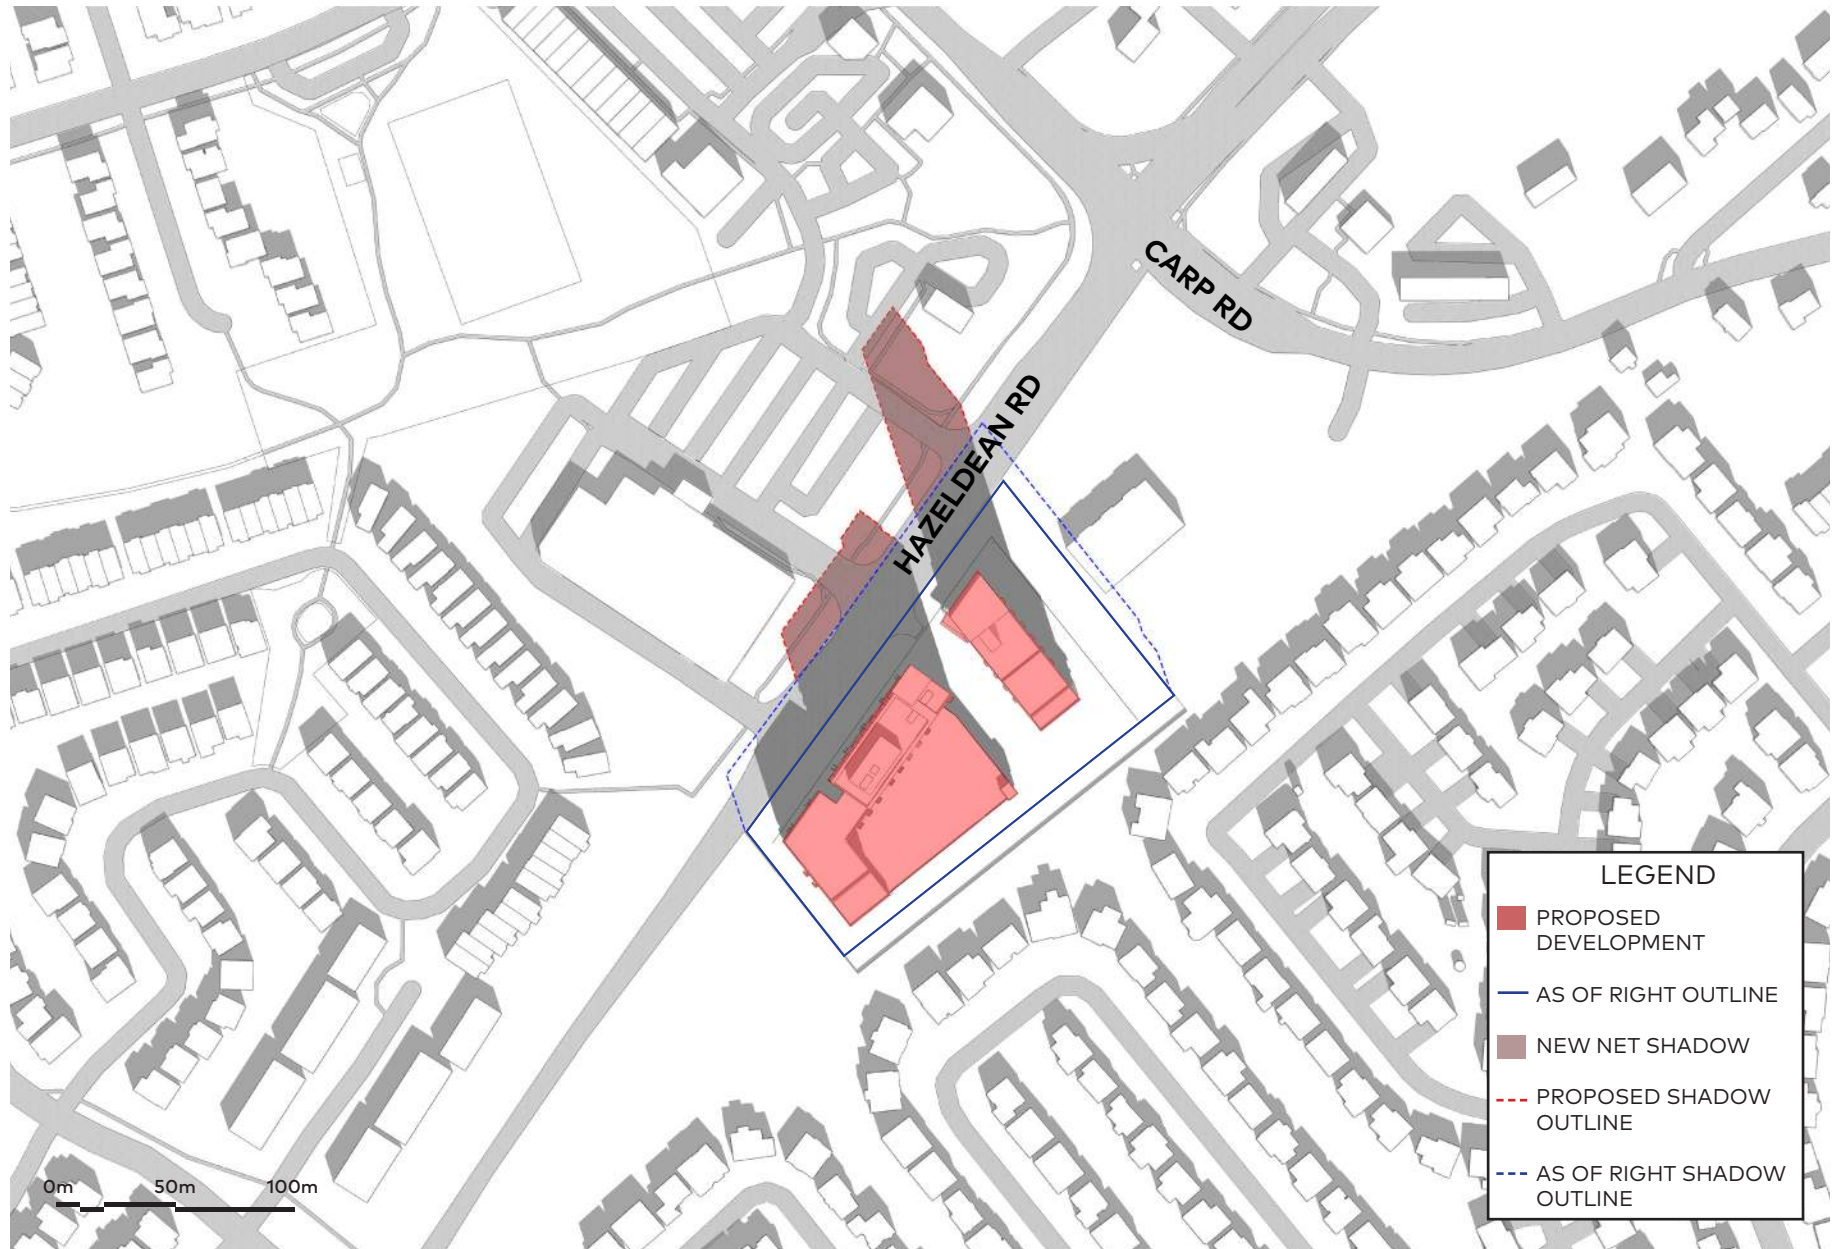 CARP RD
HAZELDEAN RD
LEGEND
PROPOSED
DEVELOPMENT
AS OF RIGHT OUTLINE
NEW NET SHADOW
PROPOSED SHADOW
OUTLINE
AS OF RIGHT SHADOW
OUTLINE
0m 50m 100m